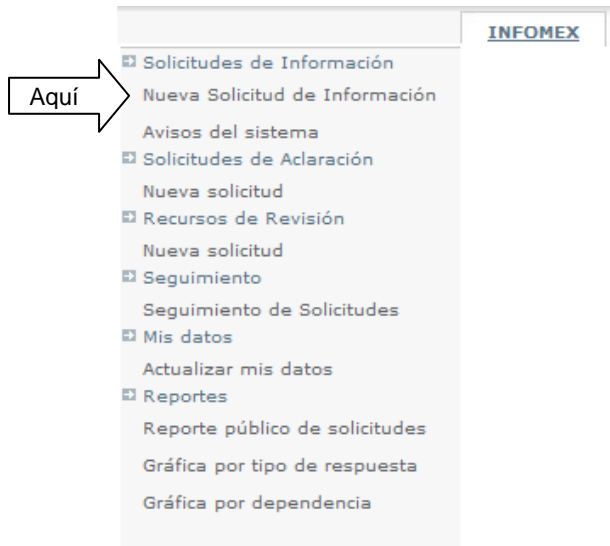 INFOMEX
Solicitudes de Información
Aquí
Nueva Solicitud de Información
Avisos del sistema
Solicitudes de Aclaración
Nueva solicitud
Recursos de Revisión
Nueva solicitud
Seguimiento
Seguimiento de Solicitudes
Mis datos
Actualizar mis datos
Reportes
Reporte público de solicitudes
Gráfica por tipo de respuesta
Gráfica por dependencia